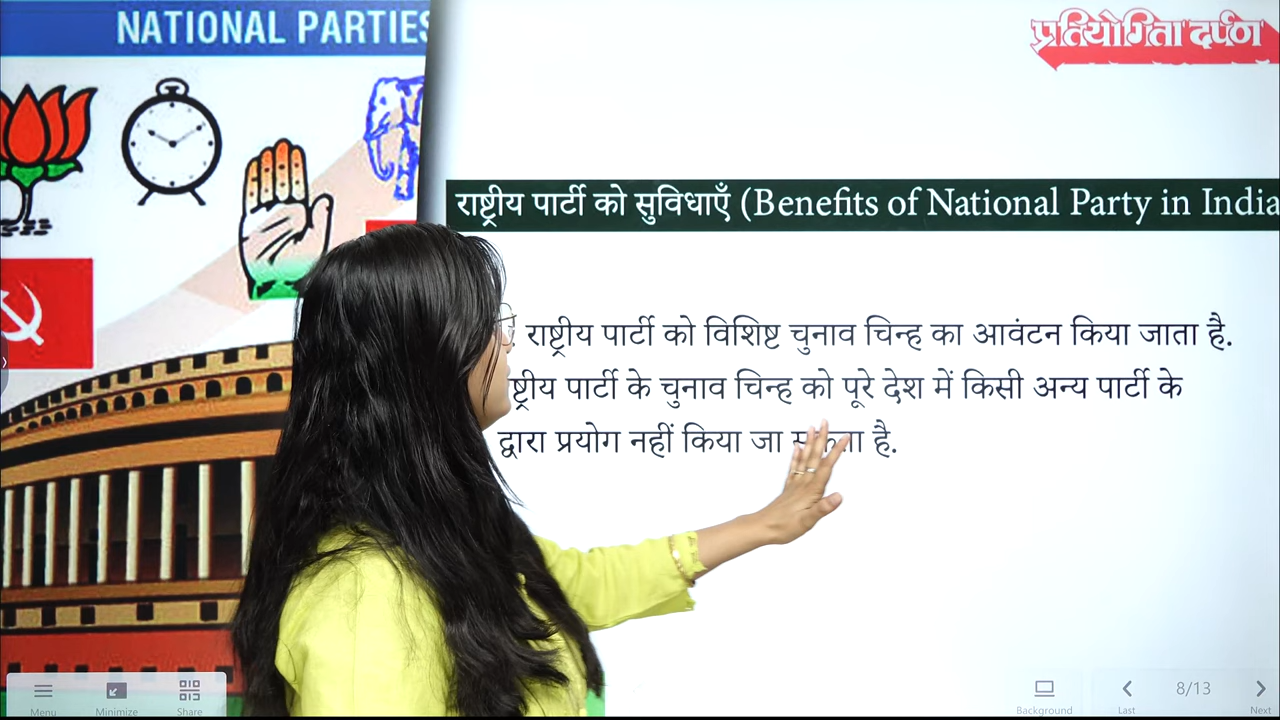 NATIONAL PARTIES
प्रतियोगिता दर्पण
राष्ट्रीय पार्टी को सुविधाएँ (Benefits of National Party in India
राष्ट्रीय पार्टी को विशिष्ट चुनाव चिन्ह का आवंटन किया जाता है.
पार्टी के चुनाव चिन्ह को पूरे देश में किसी अन्य पार्टी के
द्वारा प्रयोग नहीं किया जा है.
Menu
Minimize
Share
Background
Last
8/13
Next